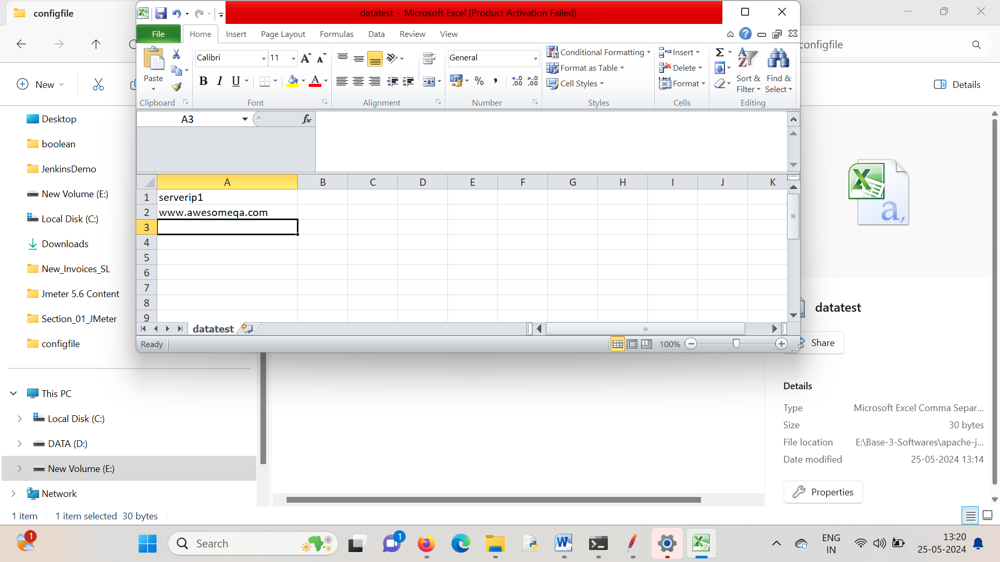 configfile
datatest - Microsoft Excel (Product Activation Failed)
File Home Insert Page Layout Formulas Data Review View
configfile
New
Paste
Clipboard
Calibri 11
B I U A
Font
Alignment
General
% ,
Number
Conditional Formatting
Format as Table
Cell Styles
Styles
Insert
Delete
Format
Cells
Σ
Sort & Filter
Find & Select
Editing
Details
A3 fx
A B C D E F G H I J K
1 serverip1
2 www.awesomeqa.com
3
4
5
6
7
8
9
datatest
Ready 100%
Desktop
boolean
JenkinsDemo
New Volume (E:)
Local Disk (C:)
Downloads
New_Invoices_SL
Jmeter 5.6 Content
Section_01_JMeter
configfile
This PC
Local Disk (C:)
DATA (D:)
New Volume (E:)
Network
a,
datatest
Share
Details
Type Microsoft Excel Comma Separ...
Size 30 bytes
File location E:\Base-3-Softwares\apache-j...
Date modified 25-05-2024 13:14
Properties
1 item 1 item selected 30 bytes
1
Search
1
ENG
IN
13:20
25-05-2024